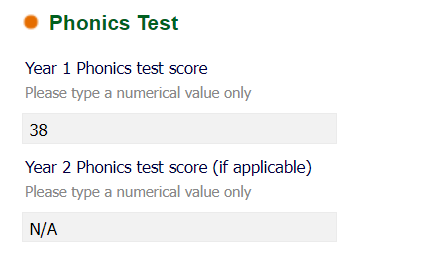 Phonics Test
Year 1 Phonics test score
Please type a numerical value only
38
Year 2 Phonics test score (if applicable)
Please type a numerical value only
N/A